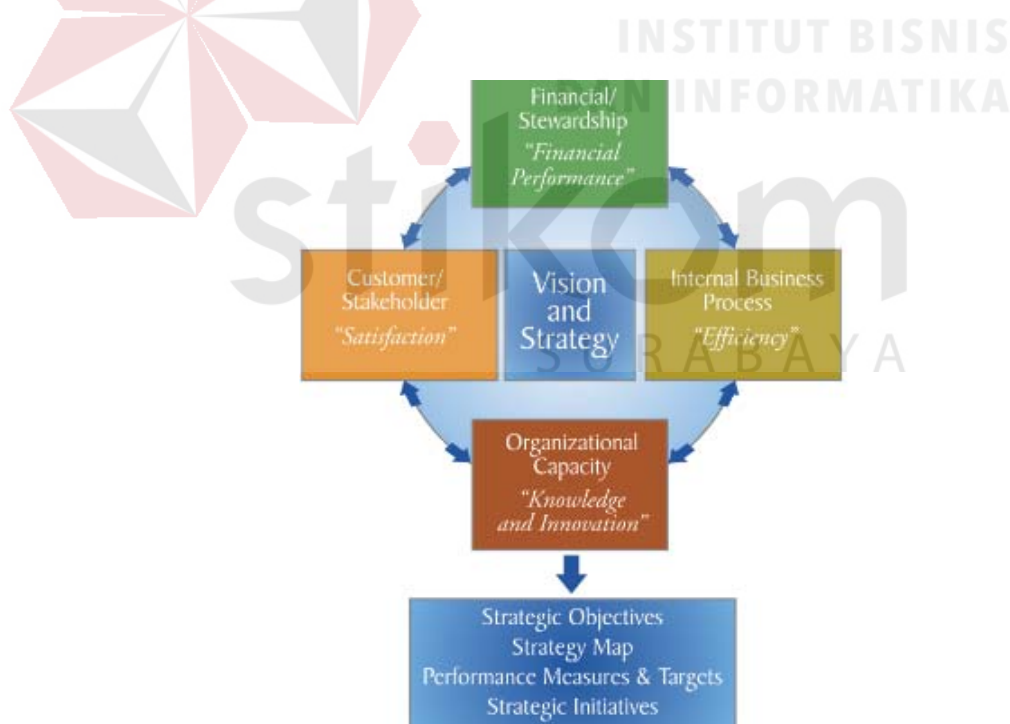 INSTITUT BISNIS
DAN INFORMATIKA
stikom
SURABAYA
Financial/
Stewardship
“Financial
Performance”
Customer/
Stakeholder
“Satisfaction”
Vision
and
Strategy
Internal Business
Process
“Efficiency”
Organizational
Capacity
“Knowledge
and Innovation”
Strategic Objectives
Strategy Map
Performance Measures & Targets
Strategic Initiatives